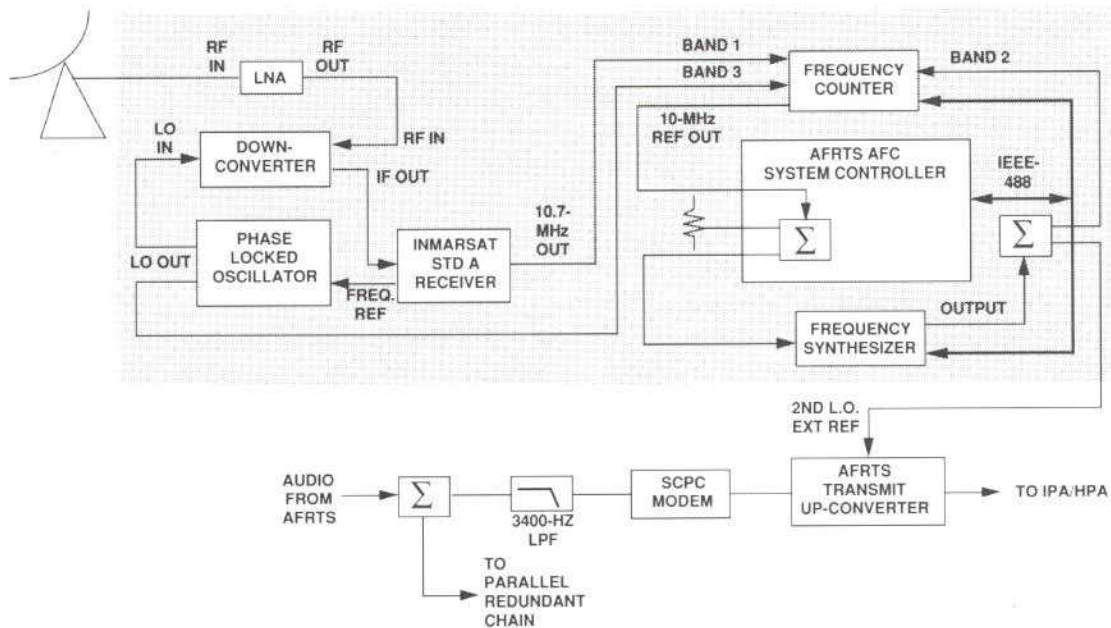 RF
IN
RF
OUT
LNA
LO
IN
DOWN-
CONVERTER
RF IN
IF OUT
PHASE
LOCKED
OSCILLATOR
LO OUT
FREQ.
REF
INMARSAT
STD A
RECEIVER
10.7-
MHz
OUT
BAND 1
BAND 3
FREQUENCY
COUNTER
BAND 2
10-MHz
REF OUT
AFRTS AFC
SYSTEM CONTROLLER
Σ
IEEE-
488
Σ
OUTPUT
FREQUENCY
SYNTHESIZER
2ND L.O.
EXT REF
AUDIO
FROM
AFRTS
Σ
3400-HZ
LPF
SCPC
MODEM
AFRTS
TRANSMIT
UP-CONVERTER
TO IPA/HPA
TO
PARALLEL
REDUNDANT
CHAIN